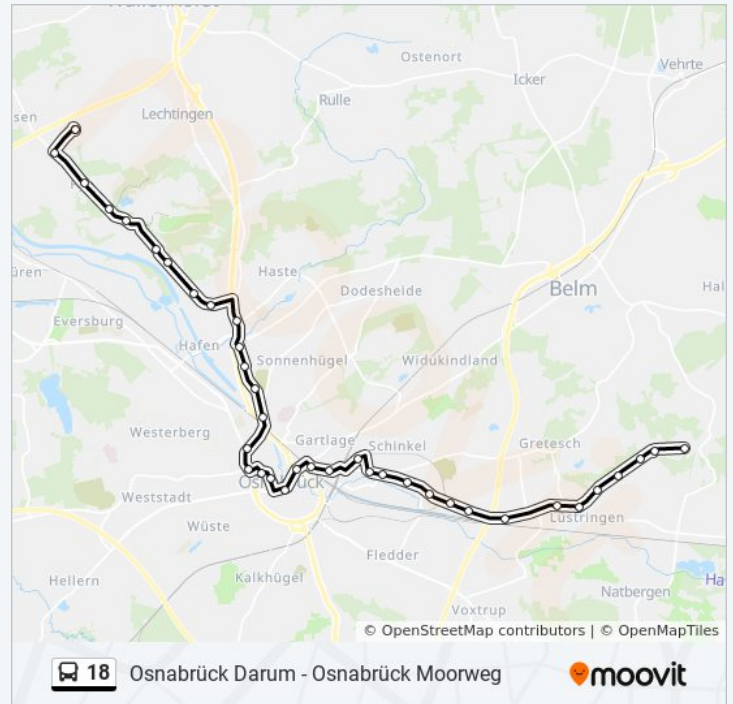 Ostenort
Vehrte
Icker
Rulle
Lechtingen
sen
Haste
Dodesheide
Belm
Hal
üren
Eversburg
Hafen
Sonnenhügel
Widukindland
Westerberg
Gartlage
Schinkel
Gretesch
Osnabrück
Weststadt
Lüstringen
Wüste
Fledder
Kalkhügel
Hellern
Natbergen
Ha
Voxtrup
© OpenStreetMap contributors | © OpenMapTiles
18 Osnabrück Darum - Osnabrück Moorweg moovit